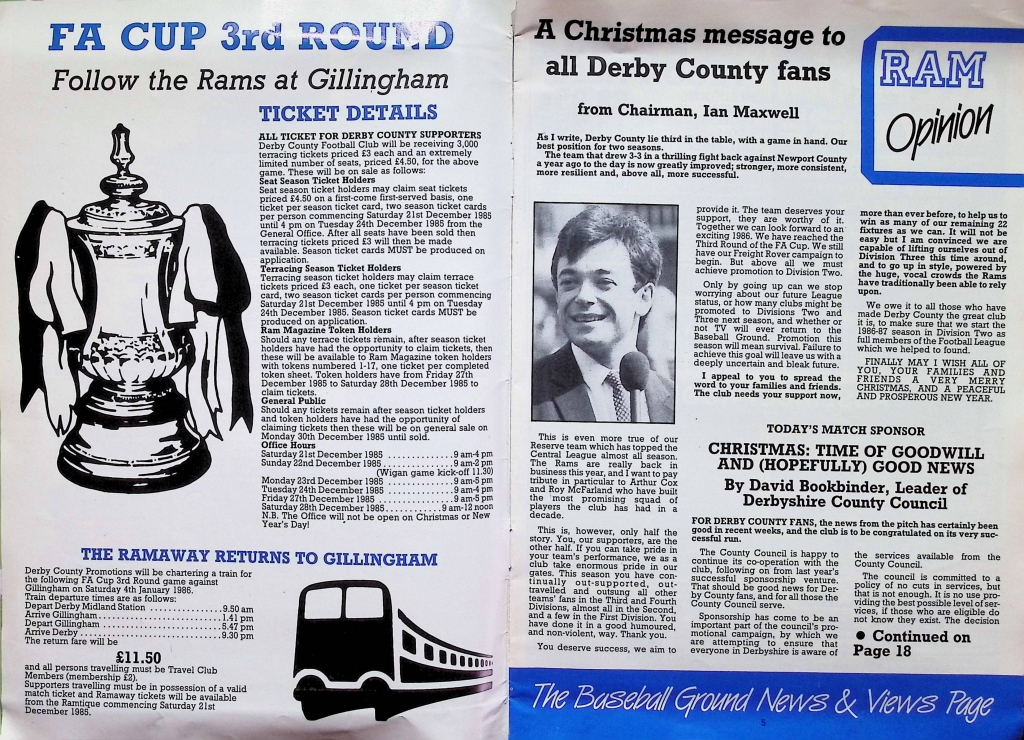 FA CUP 3rd ROUND
Follow the Rams at Gillingham
TICKET DETAILS
ALL TICKET FOR DERBY COUNTY SUPPORTERS
Derby County Football Club will be receiving 3,000
terracing tickets priced £3 each and an extremely
limited number of seats, priced £4.50, for the above
game. These will be on sale as follows:
Seat Season Ticket Holders
Seat season ticket holders may claim seat tickets
priced £4.50 on a first-come first-served basis, one
ticket per season ticket card, two season ticket cards
per person commencing Saturday 21st December 1985
until 4 pm on Tuesday 24th December 1985 from the
General Office. After all seats have been sold then
terracing tickets priced £3 will then be made
available. Season ticket cards MUST be produced on
application.
Terracing Season Ticket Holders
Terracing season ticket holders may claim terrace
tickets priced £3 each, one ticket per season ticket
card, two season ticket cards per person commencing
Saturday 21st December 1985 until 4 pm on Tuesday
24th December 1985. Season ticket cards MUST be
produced on application.
Ram Magazine Token Holders
Should any terrace tickets remain, after season ticket
holders have had the opportunity to claim tickets, then
these will be available to Ram Magazine token holders
with tokens numbered 1-17, one ticket per completed
token sheet. Token holders have from Friday 27th
December 1985 to Saturday 28th December 1985 to
claim tickets.
General Public
Should any tickets remain after season ticket holders
and token holders have had the opportunity of
claiming tickets then these will be on general sale on
Monday 30th December 1985 until sold.
Office Hours
Saturday 21st December 1985 ............ 9 am-4 pm
Sunday 22nd December 1985 ............ 9 am-2 pm
(Wigan game kick-off 11.30)
Monday 23rd December 1985 ............ 9 am-5 pm
Tuesday 24th December 1985 ............ 9 am-4 pm
Friday 27th December 1985 ............ 9 am-5 pm
Saturday 28th December 1985 ............ 9 am-12 noon
N.B. The Office will not be open on Christmas or New
Year's Day!
THE RAMAWAY RETURNS TO GILLINGHAM
Derby County Promotions will be chartering a train for
the following FA Cup 3rd Round game against
Gillingham on Saturday 4th January 1986.
Train departure times are as follows:
Depart Derby Midland Station ............ 9.50 am
Arrive Gillingham ............ 1.41 pm
Depart Gillingham ............ 5.47 pm
Arrive Derby ............ 9.30 pm
The return fare will be
£11.50
and all persons travelling must be Travel Club
Members (membership £2).
Supporters travelling must be in possession of a valid
match ticket and Ramaway tickets will be available
from the Ramtique commencing Saturday 21st
December 1985.
A Christmas message to
all Derby County fans
from Chairman, Ian Maxwell
RAM
Opinion
As I write, Derby County lie third in the table, with a game in hand. Our
best position for two seasons.
The team that drew 3-3 in a thrilling fight back against Newport County
a year ago to the day is now greatly improved; stronger, more consistent,
more resilient and, above all, more successful.
This is even more true of our
Reserve team which has topped the
Central League almost all season.
The Rams are really back in
business this year, and I want to pay
tribute in particular to Arthur Cox
and Roy McFarland who have built
the most promising squad of
players the club has had in a
decade.
This is, however, only half the
story. You, our supporters, are the
other half. If you can take pride in
your team's performance, we as a
club take enormous pride in our
gates. This season you have con-
tinually out-supported, out-
travelled and outsung all other
teams' fans in the Third and Fourth
Divisions, almost all in the Second,
and a few in the First Division. You
have done it in a good humoured,
and non-violent, way. Thank you.
You deserve success, we aim to
provide it. The team deserves your
support, they are worthy of it.
Together we can look forward to an
exciting 1986. We have reached the
Third Round of the FA Cup. We still
have our Freight Rover campaign to
begin. But above all we must
achieve promotion to Division Two.
Only by going up can we stop
worrying about our future League
status, or how many clubs might be
promoted to Divisions Two and
Three next season, and whether or
not TV will ever return to the
Baseball Ground. Promotion this
season will mean survival. Failure to
achieve this goal will leave us with a
deeply uncertain and bleak future.
I appeal to you to spread the
word to your families and friends.
The club needs your support now,
more than ever before, to help us to
win as many of our remaining 22
fixtures as we can. It will not be
easy but I am convinced we are
capable of lifting ourselves out of
Division Three this time around,
and to go up in style, powered by
the huge, vocal crowds the Rams
have traditionally been able to rely
upon.
We owe it to all those who have
made Derby County the great club
it is, to make sure that we start the
1986-87 season in Division Two as
full members of the Football League
which we helped to found.
FINALLY MAY I WISH ALL OF
YOU, YOUR FAMILIES AND
FRIENDS A VERY MERRY
CHRISTMAS, AND A PEACEFUL
AND PROSPEROUS NEW YEAR.
TODAY'S MATCH SPONSOR
CHRISTMAS: TIME OF GOODWILL
AND (HOPEFULLY) GOOD NEWS
By David Bookbinder, Leader of
Derbyshire County Council
FOR DERBY COUNTY FANS, the news from the pitch has certainly been
good in recent weeks, and the club is to be congratulated on its very suc-
cessful run.
The County Council is happy to
continue its co-operation with the
club, following on from last year's
successful sponsorship venture.
That should be good news for Der-
by County fans, and for all those the
County Council serve.
Sponsorship has come to be an
important part of the council's pro-
motional campaign, by which we
are attempting to ensure that
everyone in Derbyshire is aware of
the services available from the
County Council.
The council is committed to a
policy of no cuts in services, but
that is not enough. It is no use pro-
viding the best possible level of ser-
vices, if those who are eligible do
not know they exist. The decision
● Continued on
Page 18
The Baseball Ground News & Views Page
5